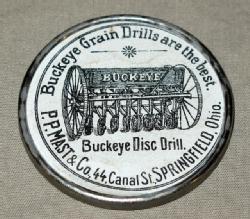 Buckeye Grain Drills are the best.
BUCKEYE
Buckeye Disc Drill.
P.P. MAST & Co., 44, Canal St. SPRINGFIELD, Ohio.